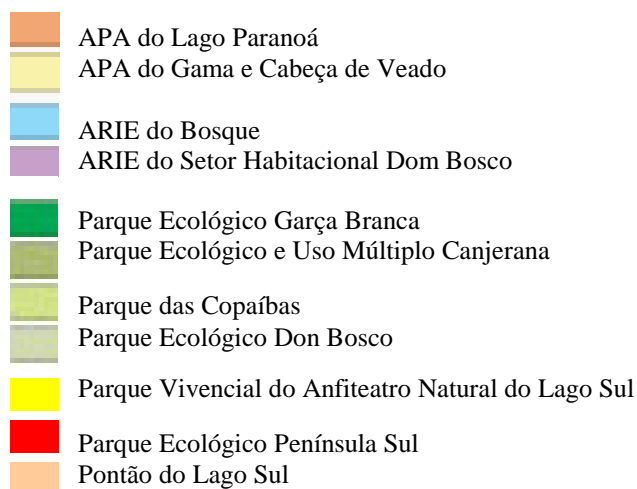 APA do Lago Paranoá
APA do Gama e Cabeça de Veado
ARIE do Bosque
ARIE do Setor Habitacional Dom Bosco
Parque Ecológico Garça Branca
Parque Ecológico e Uso Múltiplo Canjerana
Parque das Copaíbas
Parque Ecológico Don Bosco
Parque Vivencial do Anfiteatro Natural do Lago Sul
Parque Ecológico Península Sul
Pontão do Lago Sul